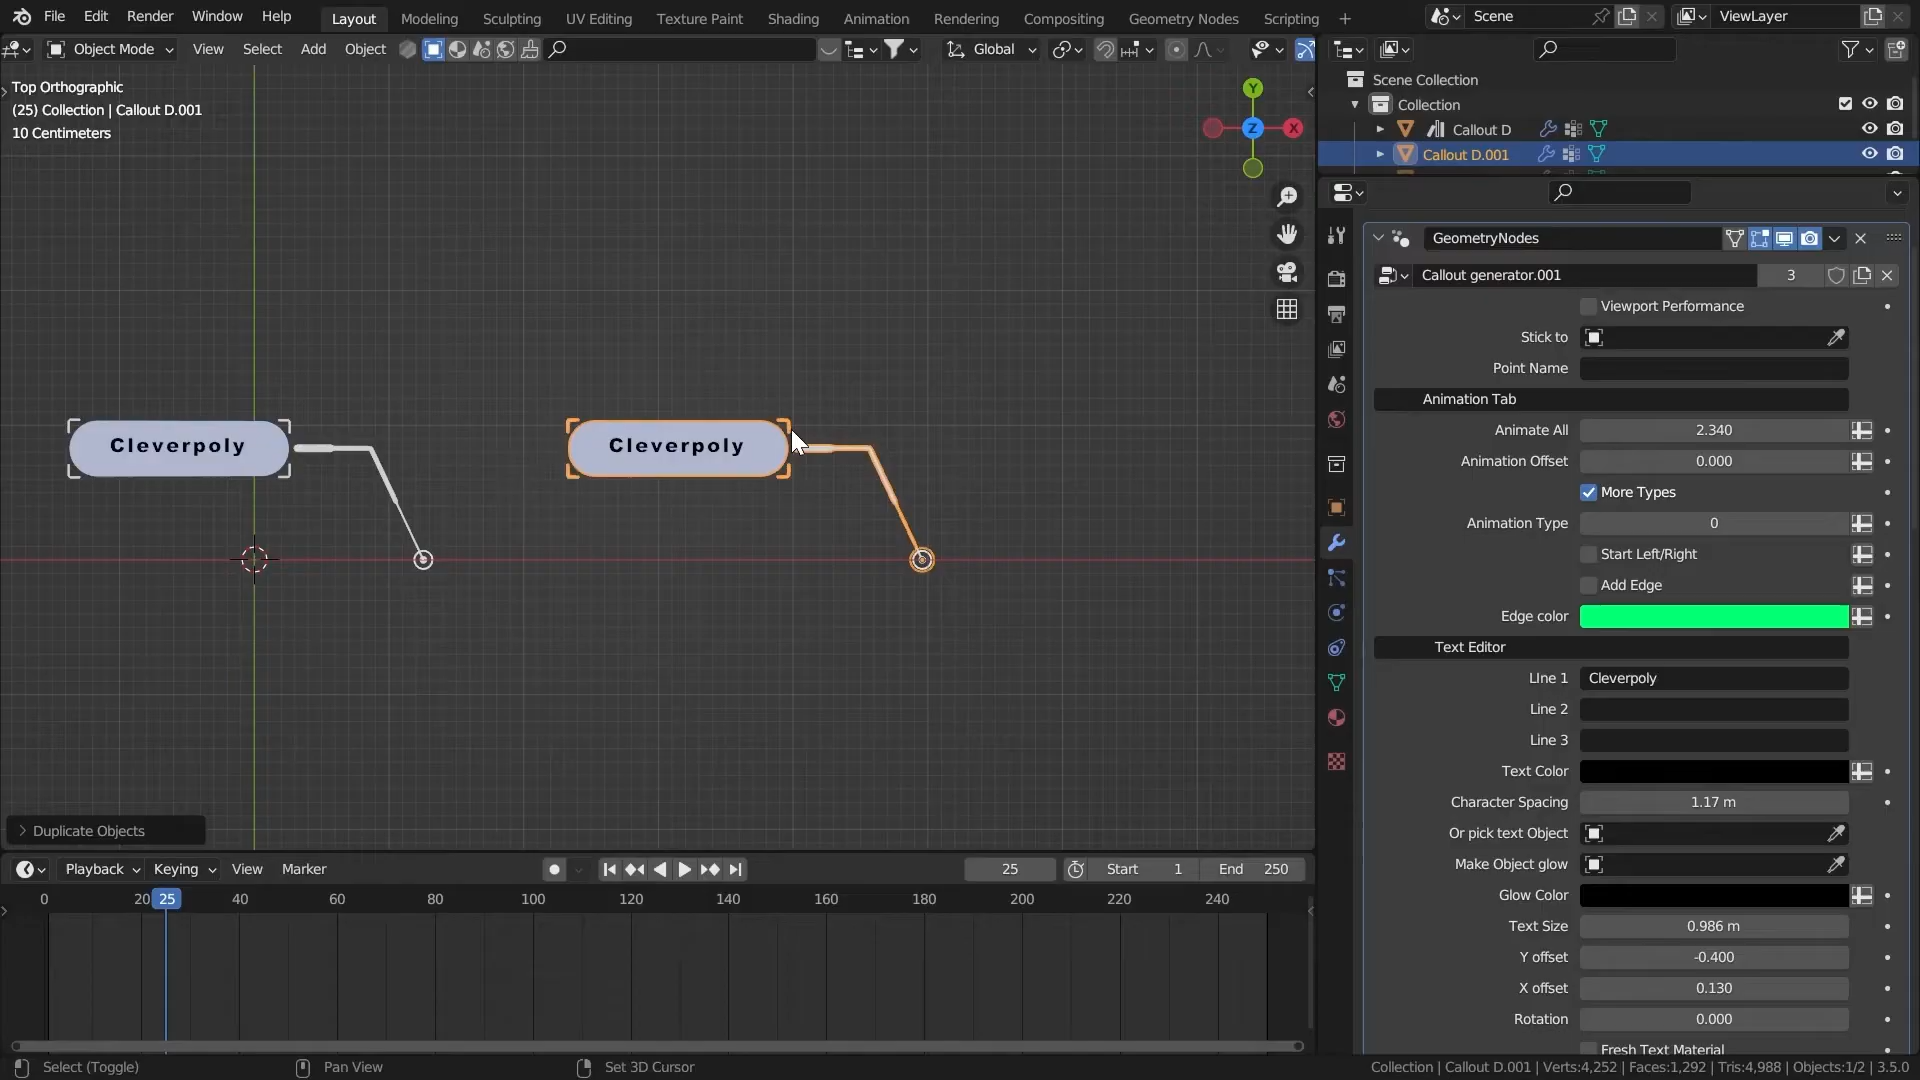 File Edit Render Window Help Layout Modeling Sculpting UV Editing Texture Paint Shading Animation Rendering Compositing Geometry Nodes Scripting + Scene ViewLayer
Object Mode View Select Add Object Global
Top Orthographic
(25) Collection | Callout D.001
10 Centimeters
Y
Z
X
Scene Collection
Collection
Callout D
Callout D.001
GeometryNodes
Callout generator.001 3
Viewport Performance
Stick to
Point Name
Animation Tab
Animate All 2.340
Animation Offset 0.000
More Types
Animation Type 0
Start Left/Right
Add Edge
Edge color
Text Editor
LIne 1 Cleverpoly
Line 2
Line 3
Text Color
Character Spacing 1.17 m
Or pick text Object
Make Object glow
Glow Color
Text Size 0.986 m
Y offset -0.400
X offset 0.130
Rotation 0.000
Fresh Text Material
Cleverpoly
Cleverpoly
Duplicate Objects
Playback Keying View Marker 25 Start 1 End 250
0 20 25 40 60 80 100 120 140 160 180 200 220 240
Select (Toggle) Pan View Set 3D Cursor Collection | Callout D.001 | Verts:4,252 | Faces:1,292 | Tris:4,988 | Objects:1/2 | 3.5.0